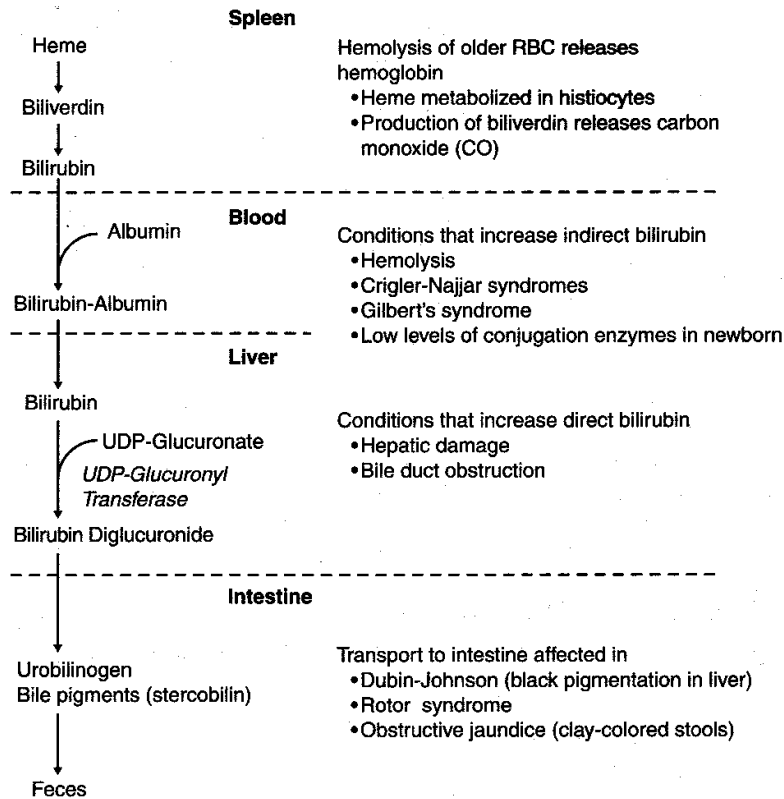 Spleen
Heme
Biliverdin
Bilirubin
Hemolysis of older RBC releases
hemoglobin
•Heme metabolized in histiocytes
•Production of biliverdin releases carbon
monoxide (CO)
Blood
Albumin
Bilirubin-Albumin
Conditions that increase indirect bilirubin
•Hemolysis
•Crigler-Najjar syndromes
•Gilbert's syndrome
•Low levels of conjugation enzymes in newborn
Liver
Bilirubin
UDP-Glucuronate
UDP-Glucuronyl
Transferase
Bilirubin Diglucuronide
Conditions that increase direct bilirubin
•Hepatic damage
•Bile duct obstruction
Intestine
Urobilinogen
Bile pigments (stercobilin)
Feces
Transport to intestine affected in
•Dubin-Johnson (black pigmentation in liver)
•Rotor syndrome
•Obstructive jaundice (clay-colored stools)